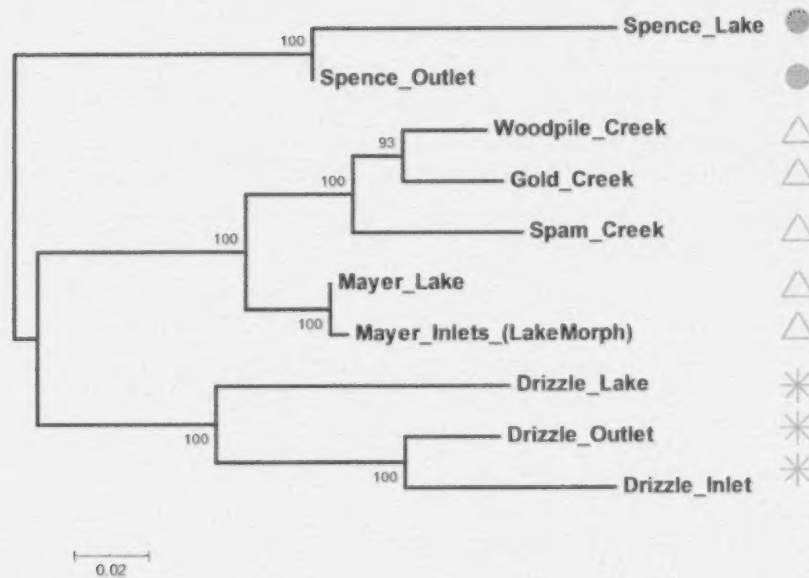 100
Spence_Lake
Spence_Outlet
Woodpile_Creek
93
Gold_Creek
100
Spam_Creek
100
Mayer_Lake
100
Mayer_Inlets_(LakeMorph)
Drizzle_Lake
100
Drizzle_Outlet
100
Drizzle_Inlet
0.02